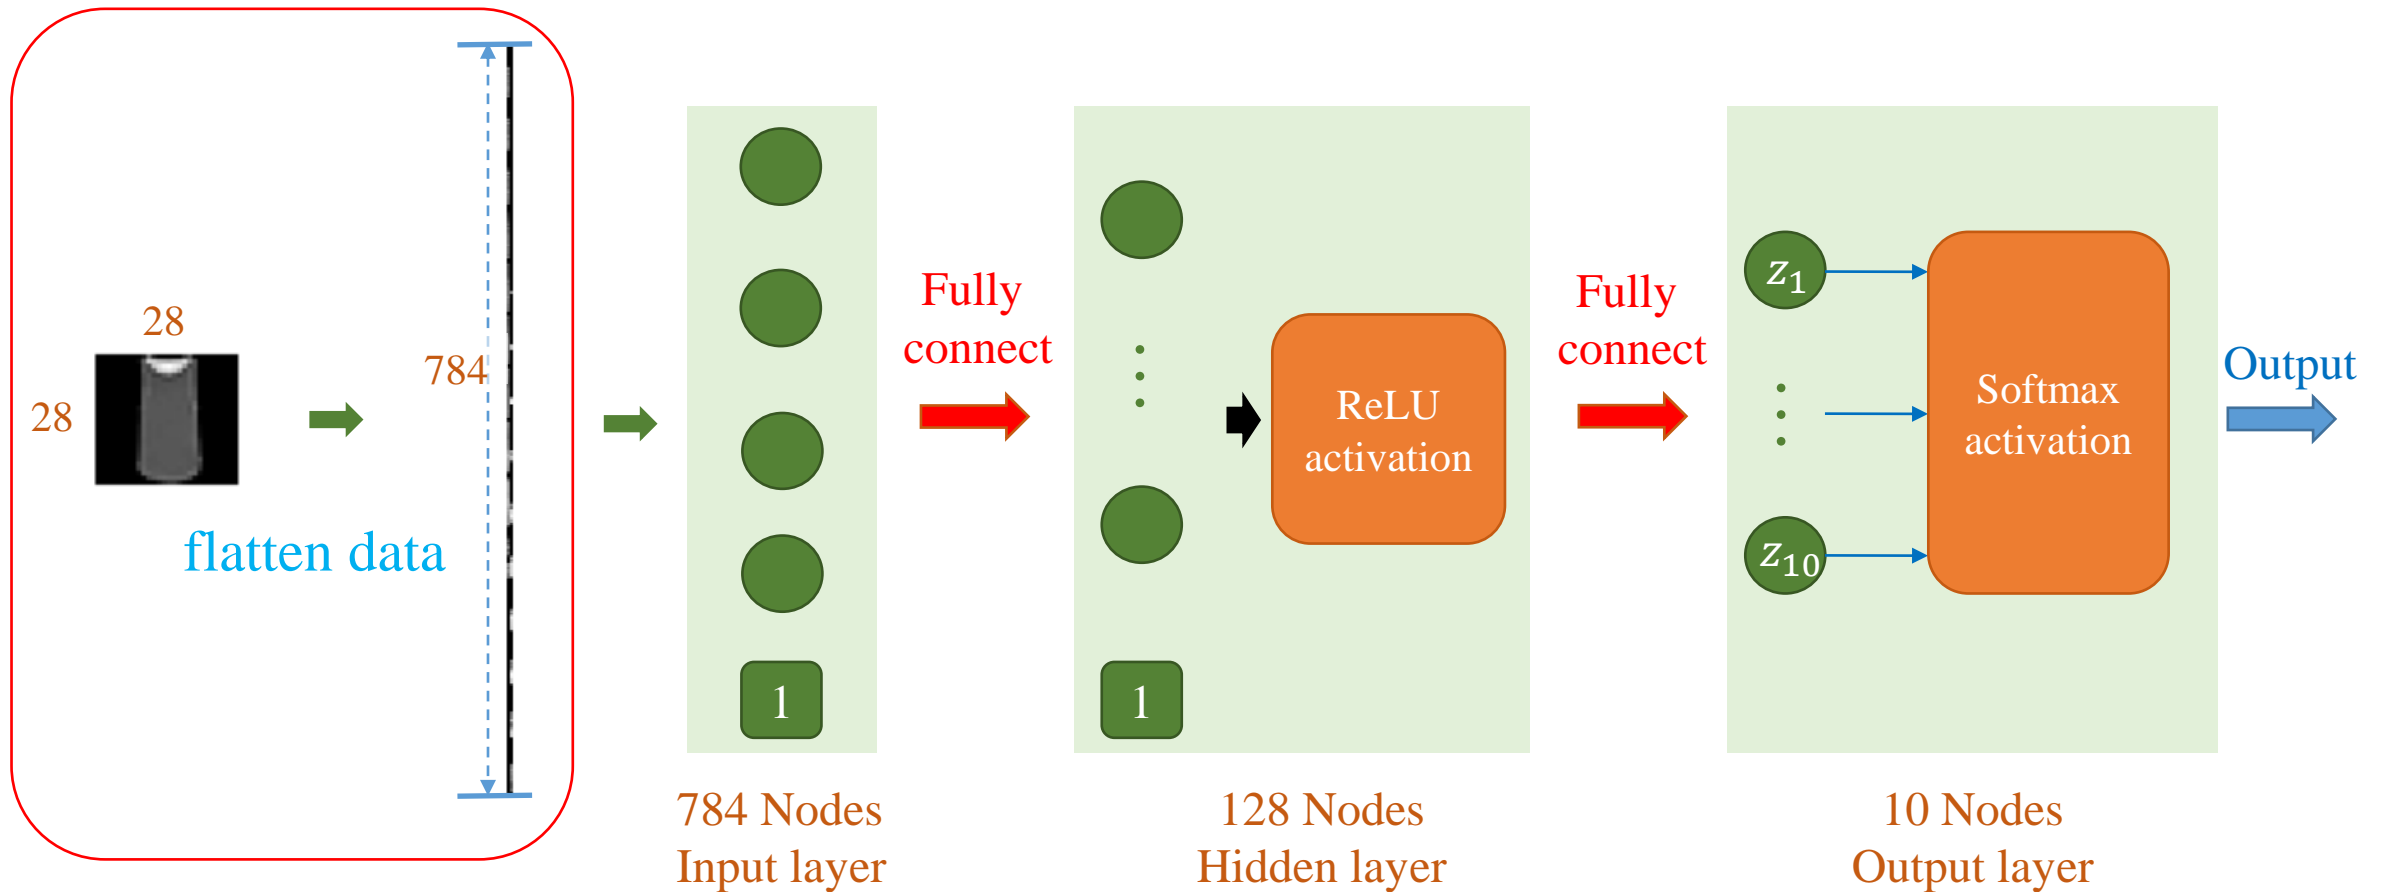 28
28
784
flatten data
1
784 Nodes
Input layer
Fully
connect
1
ReLU
activation
128 Nodes
Hidden layer
Fully
connect
z₁
z₁₀
Softmax
activation
10 Nodes
Output layer
Output